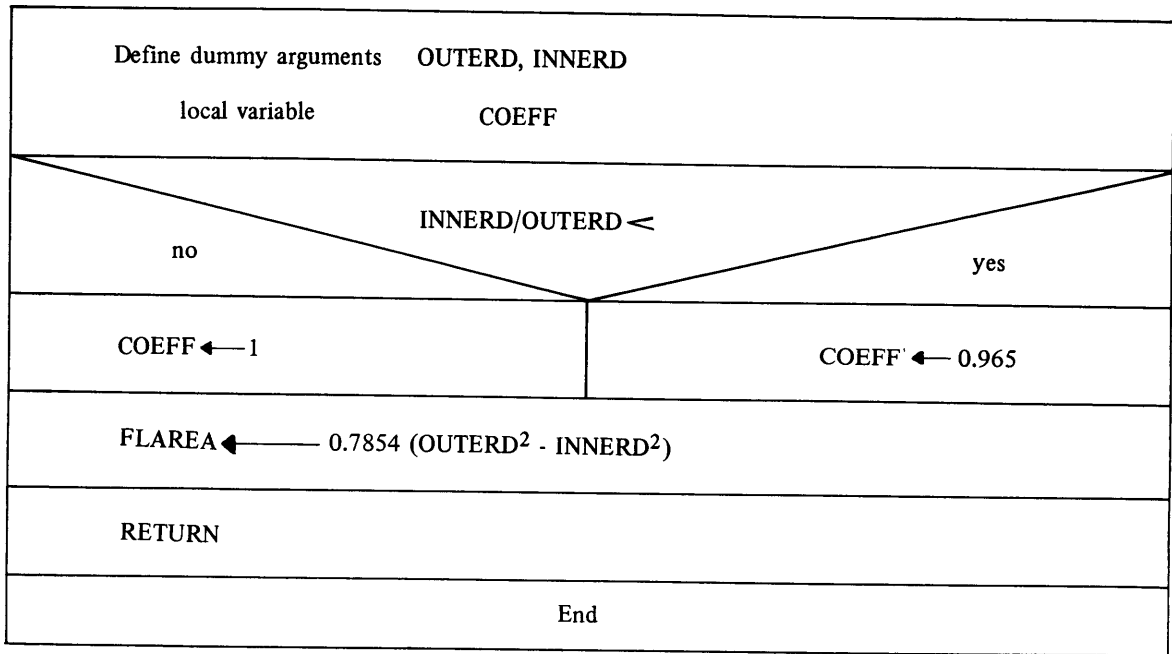 Define dummy arguments OUTERD, INNERD
local variable COEFF
INNERD/OUTERD <
no
yes
COEFF ← 1
COEFF ← 0.965
FLAREA ← 0.7854 (OUTERD² - INNERD²)
RETURN
End